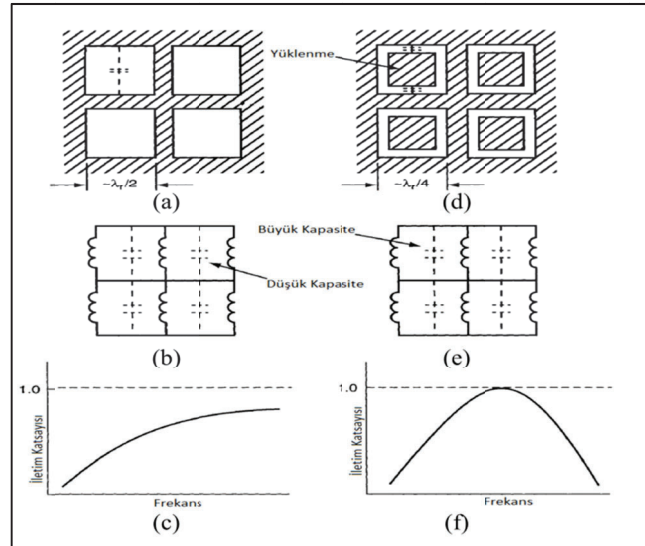 Yüklenme
~λr/2
~λr/4
(a)
(d)
Büyük Kapasite
Düşük Kapasite
(b)
(e)
1.0
İletim Katsayısı
Frekans
(c)
1.0
İletim Katsayısı
Frekans
(f)